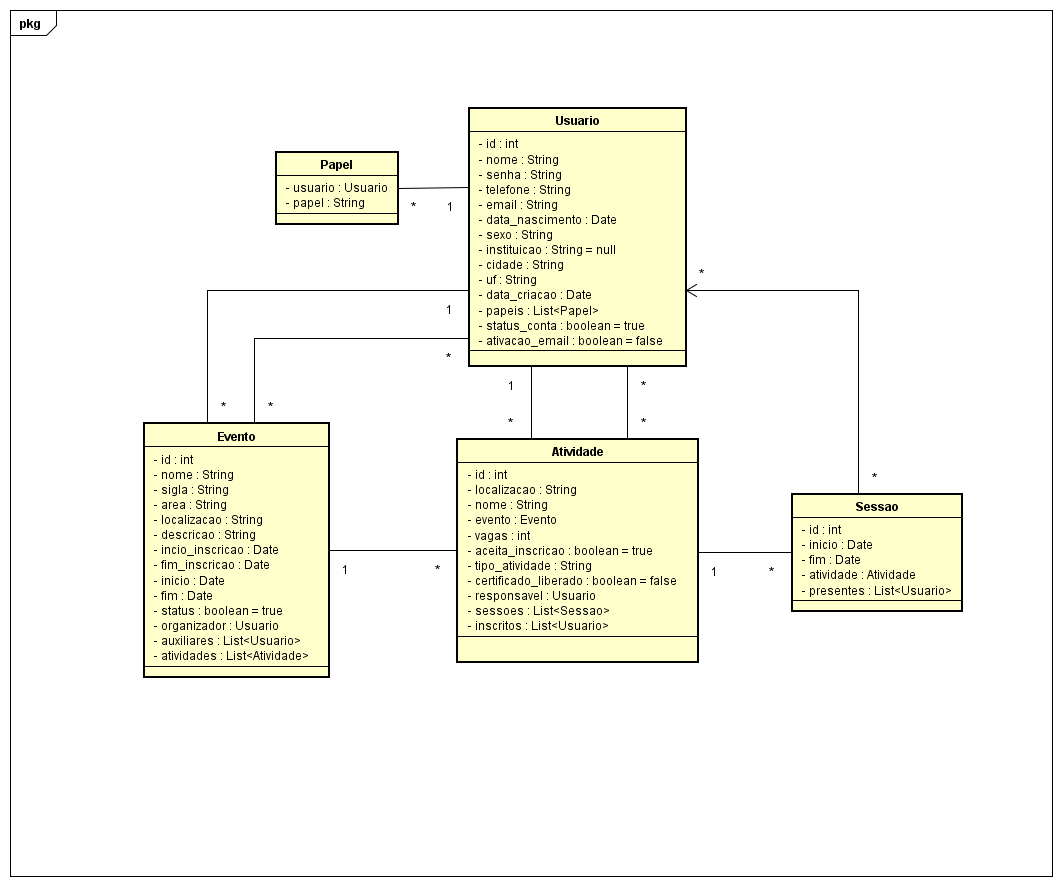 pkg
Usuario
- id : int
- nome : String
- senha : String
- telefone : String
- email : String
- data_nascimento : Date
- sexo : String
- instituicao : String = null
- cidade : String
- uf : String
- data_criacao : Date
- papeis : List<Papel>
- status_conta : boolean = true
- ativacao_email : boolean = false
Papel
- usuario : Usuario
- papel : String
* 1
*
1
*
1 *
* *
* *
*
Evento
- id : int
- nome : String
- sigla : String
- area : String
- localizacao : String
- descricao : String
- incio_inscricao : Date
- fim_inscricao : Date
- inicio : Date
- fim : Date
- status : boolean = true
- organizador : Usuario
- auxiliares : List<Usuario>
- atividades : List<Atividade>
1 *
Atividade
- id : int
- localizacao : String
- nome : String
- evento : Evento
- vagas : int
- aceita_inscricao : boolean = true
- tipo_atividade : String
- certificado_liberado : boolean = false
- responsavel : Usuario
- sessoes : List<Sessao>
- inscritos : List<Usuario>
1 *
Sessao
- id : int
- inicio : Date
- fim : Date
- atividade : Atividade
- presentes : List<Usuario>